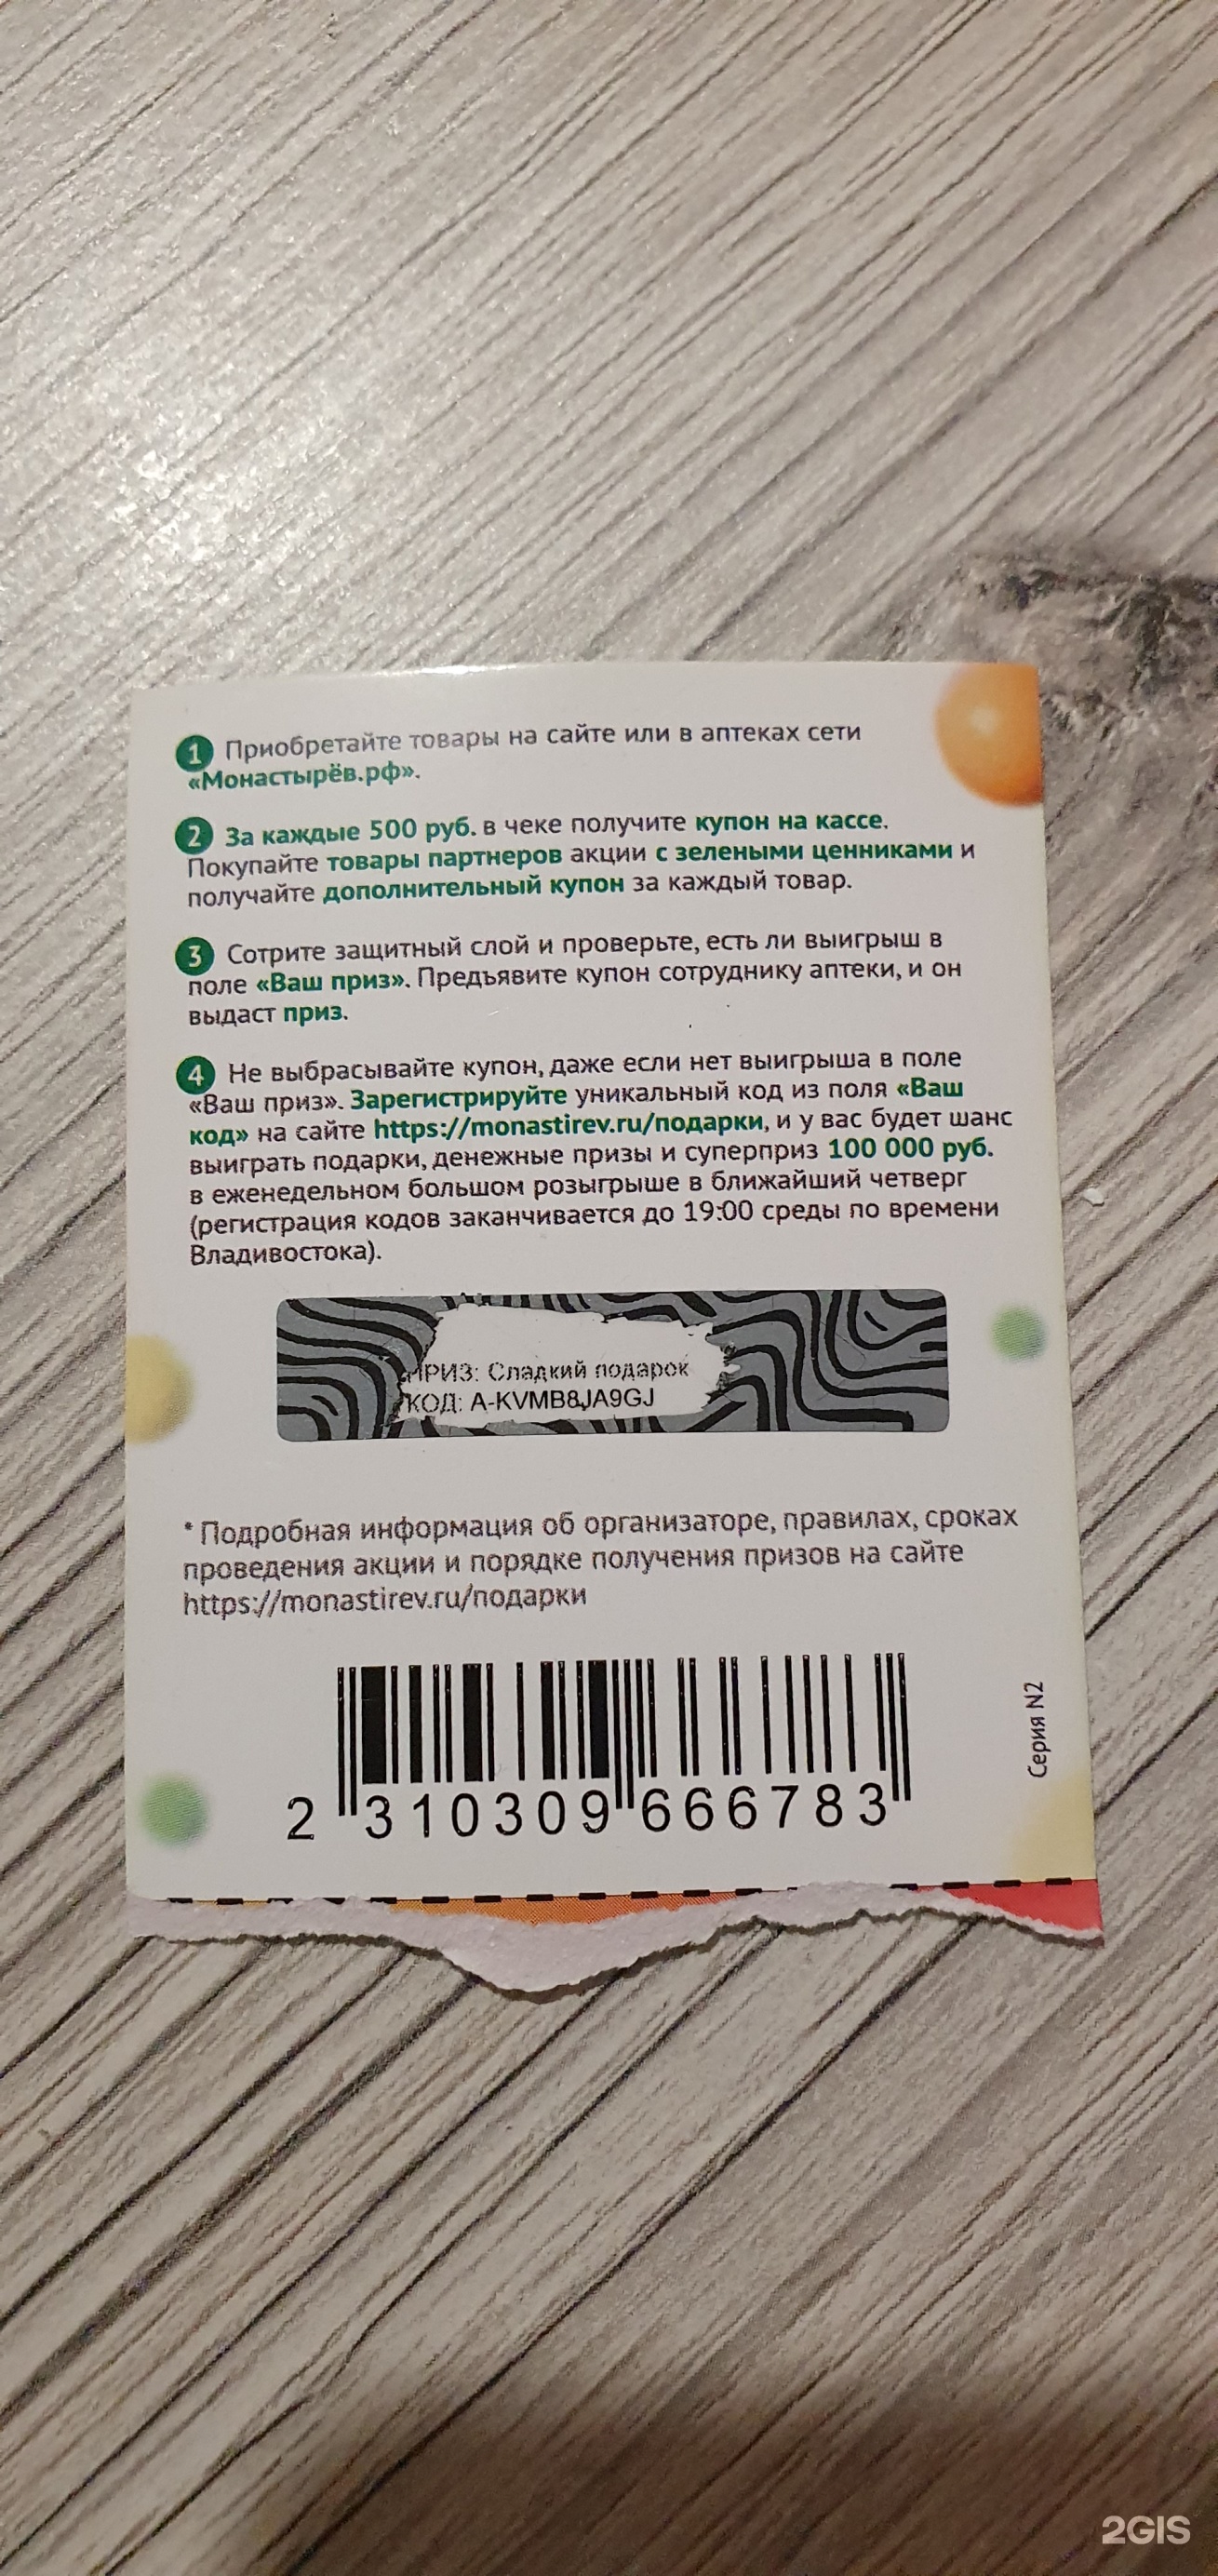 1 Приобретайте товары на сайте или в аптеках сети
«Монастырёв.рф».
2 За каждые 500 руб. в чеке получите купон на кассе.
Покупайте товары партнеров акции с зелеными ценниками и
получайте дополнительный купон за каждый товар.
3 Сотрите защитный слой и проверьте, есть ли выигрыш в
поле «Ваш приз». Предъявите купон сотруднику аптеки, и он
выдаст приз.
4 Не выбрасывайте купон, даже если нет выигрыша в поле
«Ваш приз». Зарегистрируйте уникальный код из поля «Ваш
код» на сайте https://monastirev.ru/подарки, и у вас будет шанс
выиграть подарки, денежные призы и суперприз 100 000 руб.
в еженедельном большом розыгрыше в ближайший четверг
(регистрация кодов заканчивается до 19:00 среды по времени
Владивостока).
ПРИЗ: Сладкий подарок
КОД: A-KVMB8JA9GJ
* Подробная информация об организаторе, правилах, сроках
проведения акции и порядке получения призов на сайте
https://monastirev.ru/подарки
Серия N2
2 310309 666783
2GIS